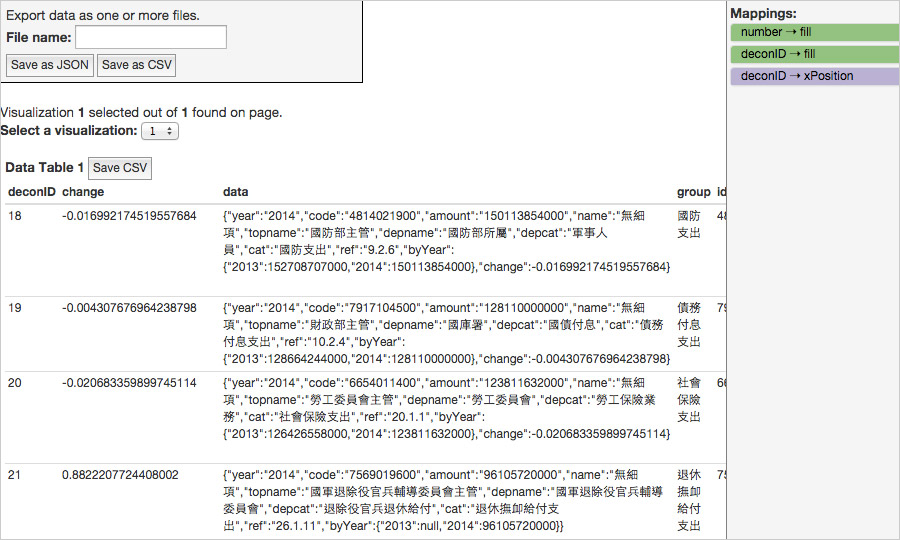 Export data as one or more files.
File name:
Save as JSON Save as CSV
Mappings:
number → fill
deconID → fill
deconID → xPosition
Visualization 1 selected out of 1 found on page.
Select a visualization: 1
Data Table 1 Save CSV
deconID change data group id
18 -0.016992174519557684 {"year":"2014","code":"4814021900","amount":"150113854000","name":"無細 國防 48
項","topname":"國防部主管","depname":"國防部所屬","depcat":"軍事人 支出
員","cat":"國防支出","ref":"9.2.6","byYear":
{"2013":152708707000,"2014":150113854000},"change":-0.016992174519557684}
19 -0.004307676964238798 {"year":"2014","code":"7917104500","amount":"128110000000","name":"無細 債務 79
項","topname":"財政部主管","depname":"國庫署","depcat":"國債付息","cat":"債務 付息
付息支出","ref":"10.2.4","byYear": 支出
{"2013":128664244000,"2014":128110000000},"change":-0.004307676964238798}
20 -0.020683359899745114 {"year":"2014","code":"6654011400","amount":"123811632000","name":"無細 社會 66
項","topname":"勞工委員會主管","depname":"勞工委員會","depcat":"勞工保險業 保險
務","cat":"社會保險支出","ref":"20.1.1","byYear": 支出
{"2013":126426558000,"2014":123811632000},"change":-0.020683359899745114}
21 0.8822207724408002 {"year":"2014","code":"7569019600","amount":"96105720000","name":"無細 退休 75
項","topname":"國軍退除役官兵輔導委員會主管","depname":"國軍退除役官兵輔導 撫卹
委員會","depcat":"退除役官兵退休給付","cat":"退休撫卹給付支 給付
出","ref":"26.1.11","byYear":{"2013":null,"2014":96105720000}} 支出